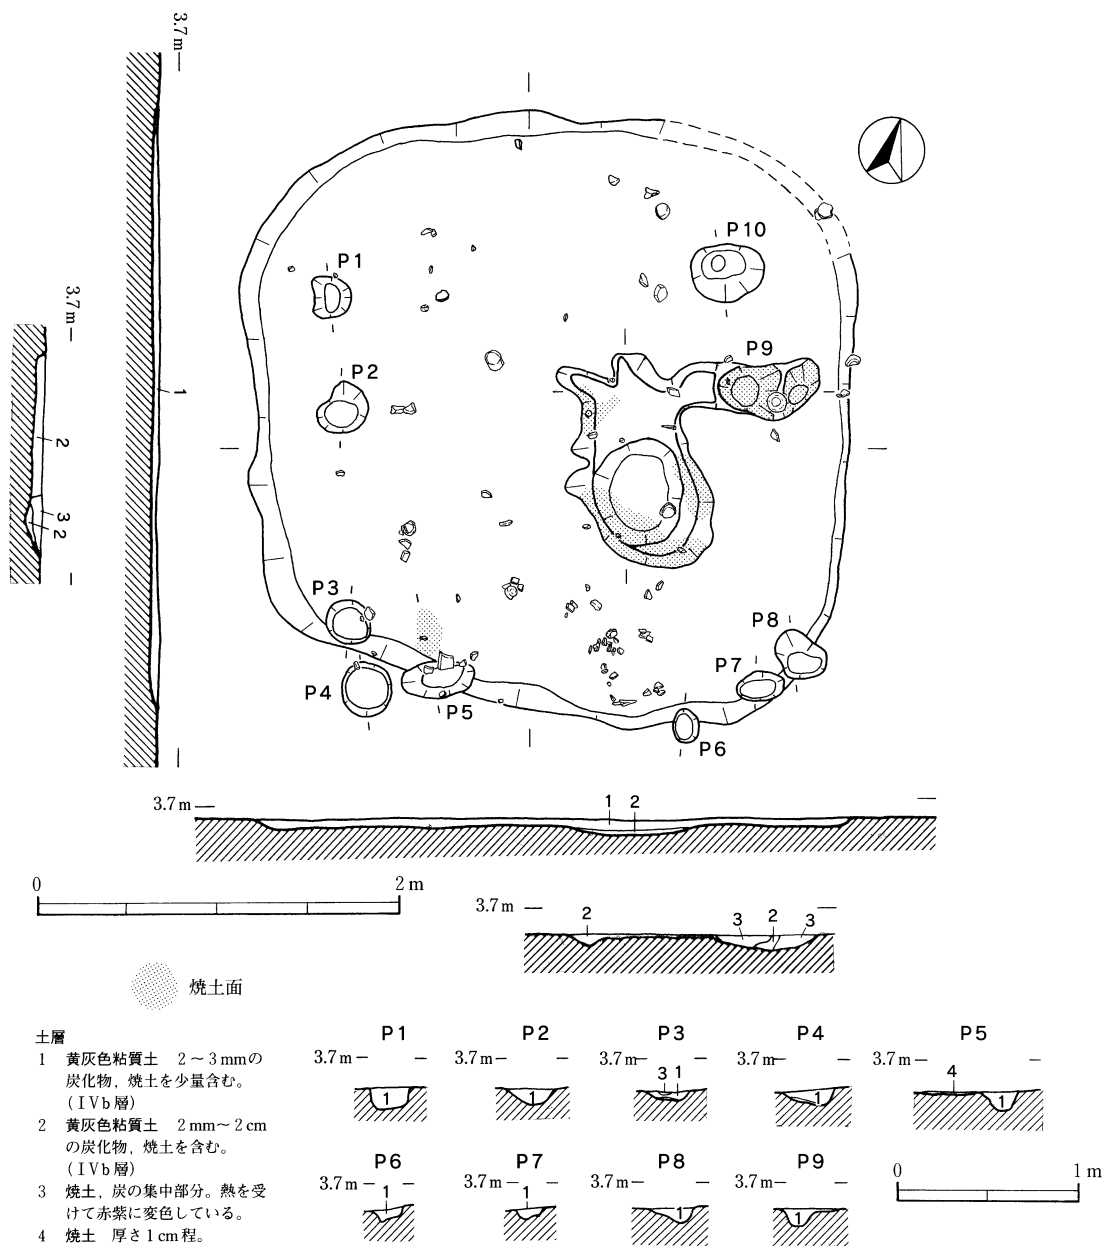 3.7m
P10
P1
3.7m
P9
P2
1
2
3
2
P3
P8
P7
P4
P5
P6
3.7m
1 2
0 2m
3.7m
2 3 2 3
焼土面
土層
1 黄灰色粘質土 2～3mmの
炭化物，焼土を少量含む。
(IVb層)
2 黄灰色粘質土 2mm～2cm
の炭化物，焼土を含む。
(IVb層)
3 焼土，炭の集中部分。熱を受
けて赤紫に変色している。
4 焼土 厚さ1cm程。
P1 P2 P3 P4 P5
3.7m 3.7m 3.7m 3.7m 3.7m
3 1 4
1 1 1 1
P6 P7 P8 P9
3.7m 3.7m 3.7m 3.7m
1 1 1 1
0 1m